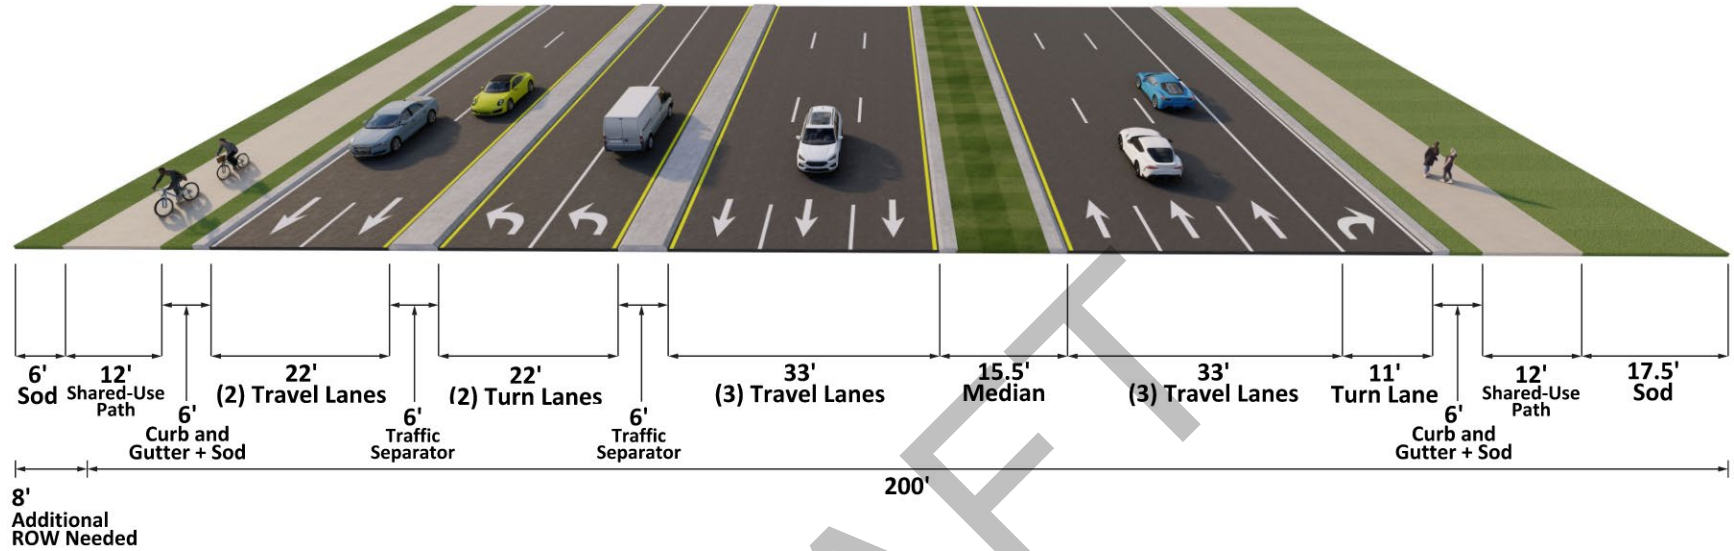 6'
Sod
12'
Shared-Use
Path
6'
Curb and
Gutter + Sod
22'
(2) Travel Lanes
6'
Traffic
Separator
22'
(2) Turn Lanes
6'
Traffic
Separator
33'
(3) Travel Lanes
15.5'
Median
33'
(3) Travel Lanes
11'
Turn Lane
6'
Curb and
Gutter + Sod
12'
Shared-Use
Path
17.5'
Sod
200'
8'
Additional
ROW Needed